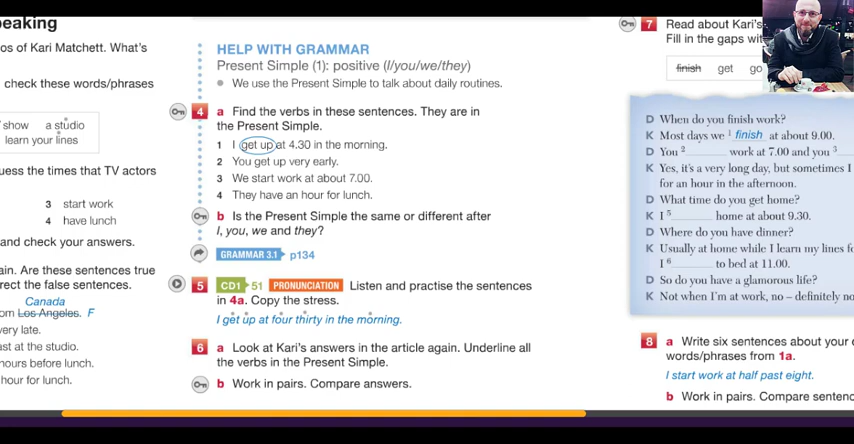 eaking
os of Kari Matchett. What's
check these words/phrases
show a studio
learn your lines
uess the times that TV actors
3 start work
4 have lunch
and check your answers.
ain. Are these sentences true
rect the false sentences.
Canada
om Los Angeles. F
very late.
ast at the studio.
hours before lunch.
hour for lunch.
HELP WITH GRAMMAR
Present Simple (1): positive (I/you/we/they)
• We use the Present Simple to talk about daily routines.
4 a Find the verbs in these sentences. They are in
the Present Simple.
1 I get up at 4.30 in the morning.
2 You get up very early.
3 We start work at about 7.00.
4 They have an hour for lunch.
b Is the Present Simple the same or different after
I, you, we and they?
GRAMMAR 3.1 p134
5 CD1 51 PRONUNCIATION Listen and practise the sentences
in 4a. Copy the stress.
I get up at four thirty in the morning.
6 a Look at Kari's answers in the article again. Underline all
the verbs in the Present Simple.
b Work in pairs. Compare answers.
7 Read about Kari's
Fill in the gaps wit
finish get go
D When do you finish work?
K Most days we 1 finish at about 9.00.
D You 2 ______ work at 7.00 and you 3
K Yes, it's a very long day, but sometimes I
for an hour in the afternoon.
D What time do you get home?
K I 5 ______ home at about 9.30.
D Where do you have dinner?
K Usually at home while I learn my lines fo
I 6 ______ to bed at 11.00.
D So do you have a glamorous life?
K Not when I'm at work, no – definitely no
8 a Write six sentences about your
words/phrases from 1a.
I start work at half past eight.
b Work in pairs. Compare sentenc